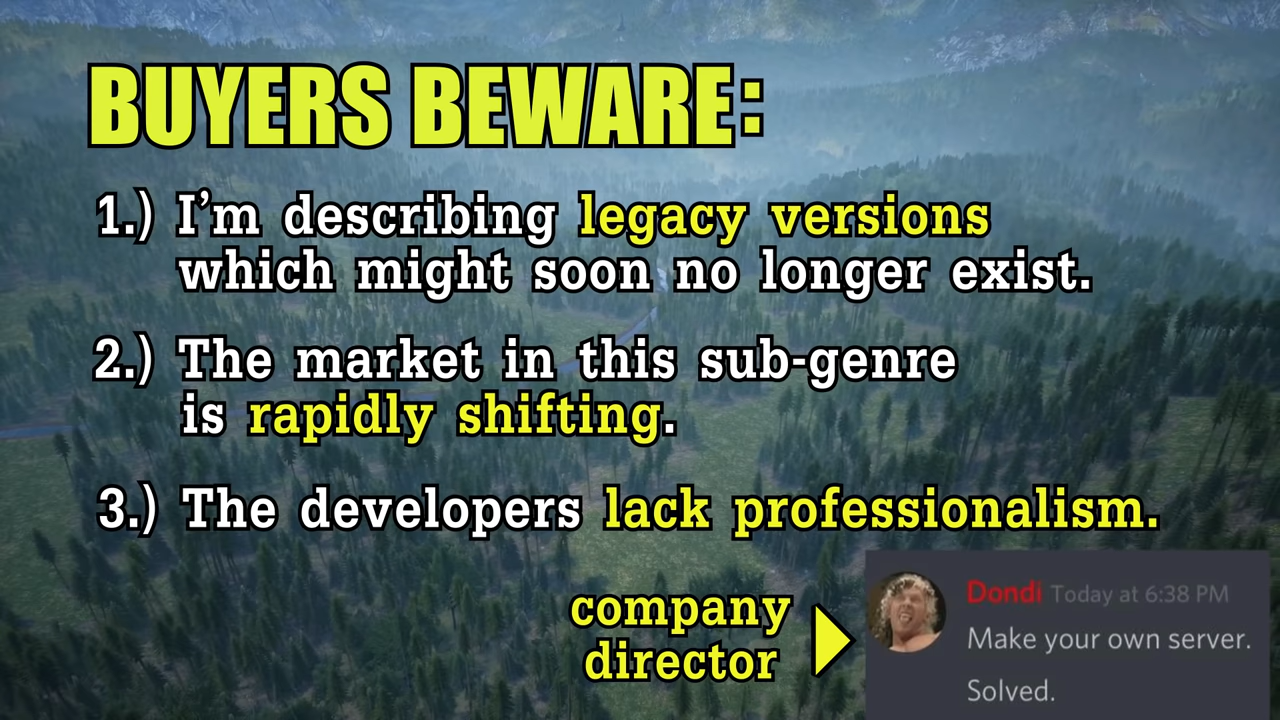 BUYERS BEWARE:
1.) I'm describing legacy versions
which might soon no longer exist.
2.) The market in this sub-genre
is rapidly shifting.
3.) The developers lack professionalism.
company
director
Dondi Today at 6:38 PM
Make your own server.
Solved.